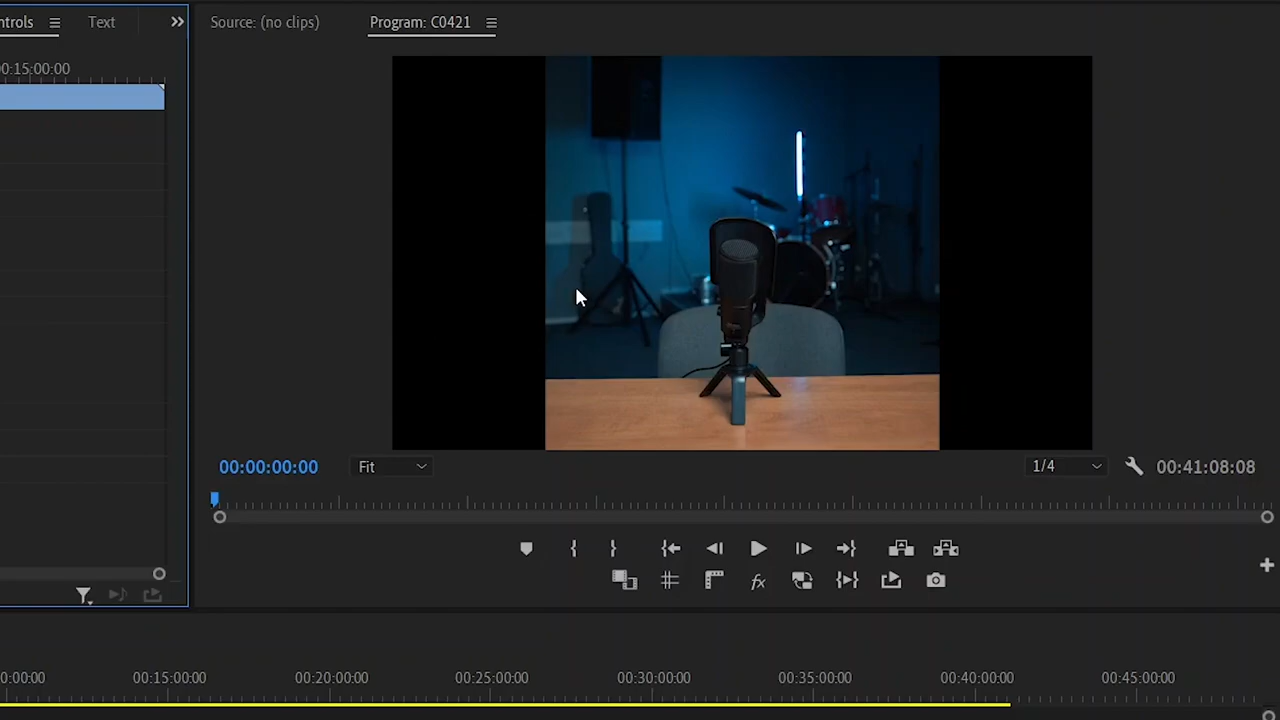 ntrols
Text
Source: (no clips)
Program: C0421
0:15:00:00
00:00:00:00
Fit
1/4
00:41:08:08
fx
0:00:00
00:15:00:00
00:20:00:00
00:25:00:00
00:30:00:00
00:35:00:00
00:40:00:00
00:45:00:00